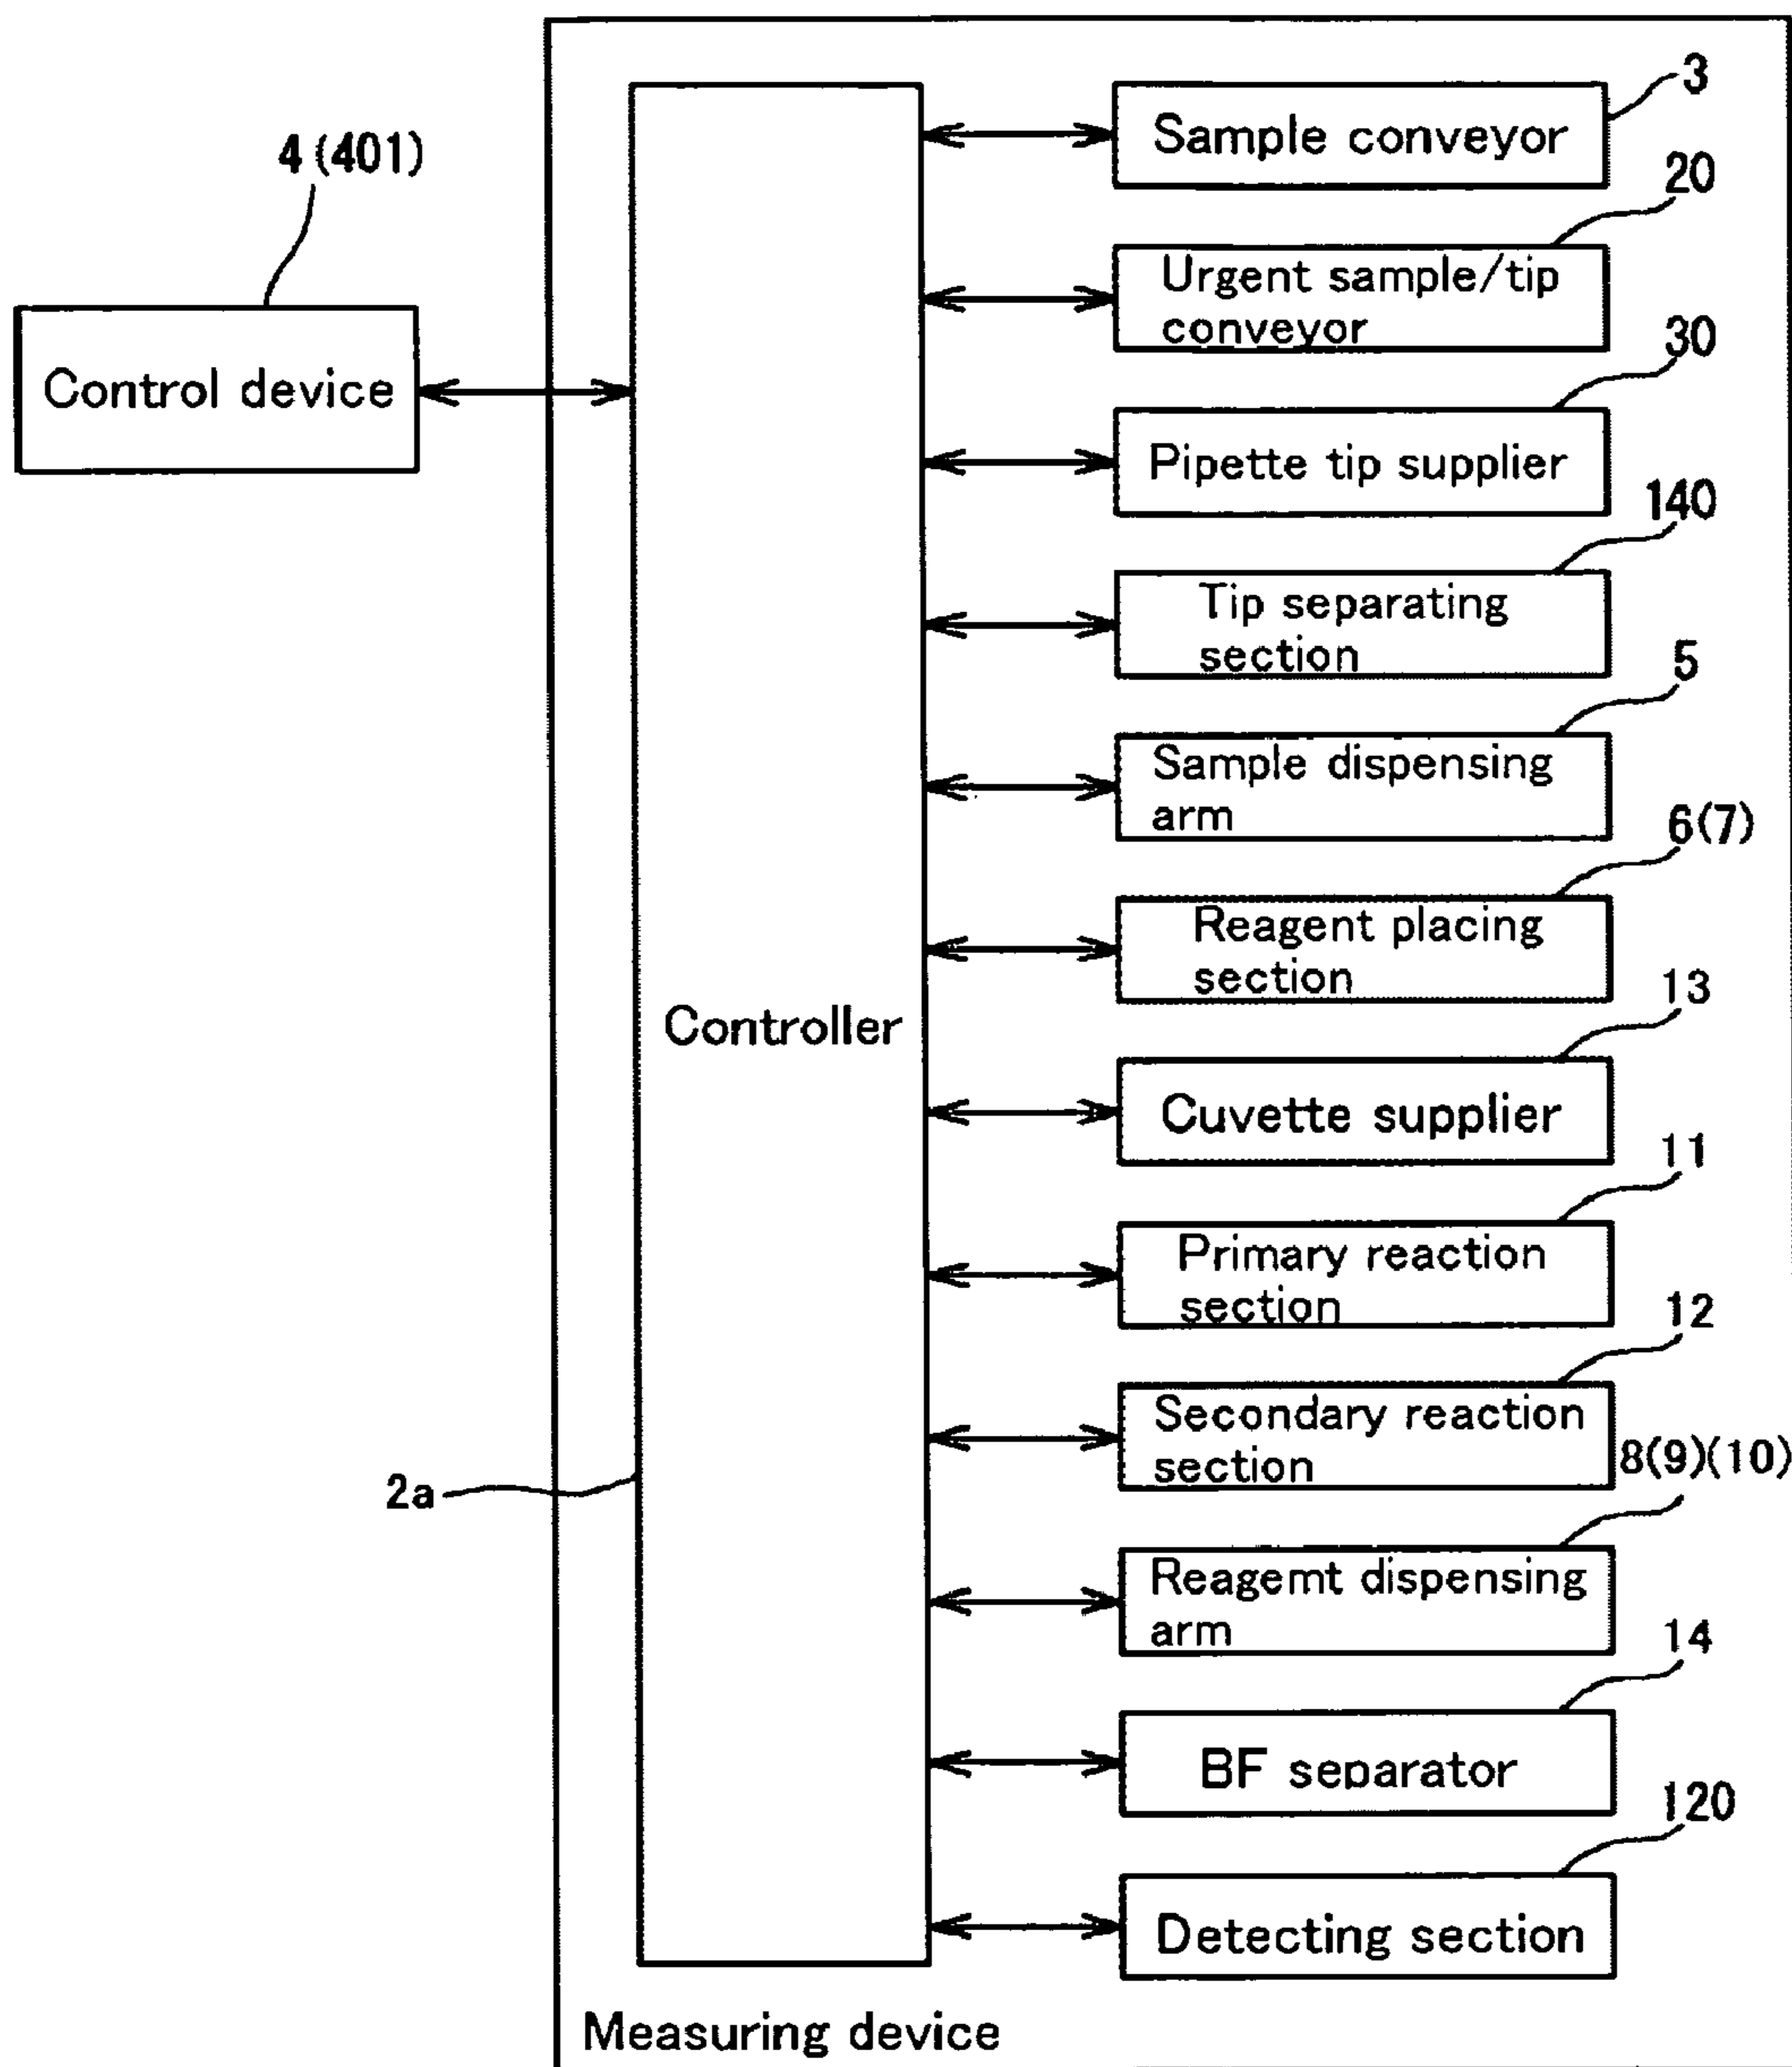 3
Sample conveyor
4 (401)
20
Urgent sample/tip
conveyor
30
Control device
Pipette tip supplier
140
Tip separating
section
5
Sample dispensing
arm
6(7)
Reagent placing
section
13
Controller
Cuvette supplier
11
Primary reaction
section
12
Secondary reaction
section
8(9)(10)
2a
Reagemt dispensing
arm
14
BF separator
120
Detecting section
Measuring device